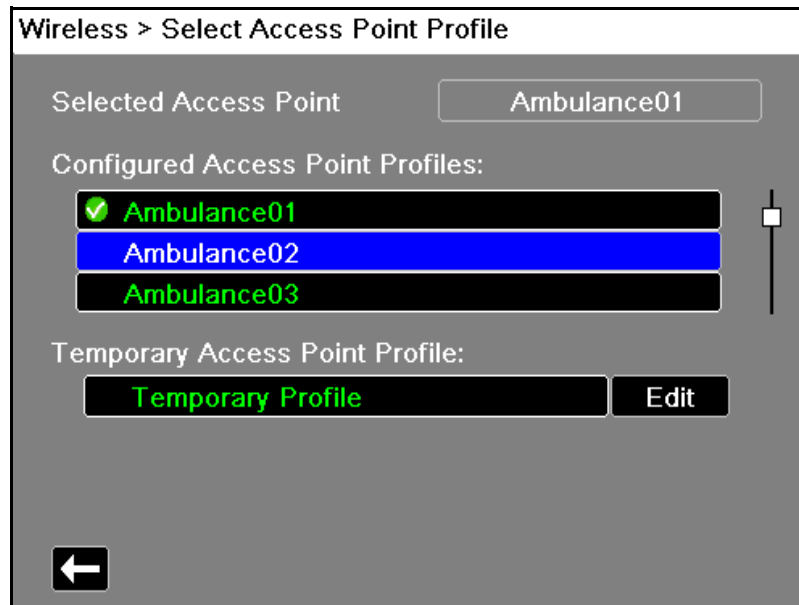 Wireless > Select Access Point Profile
Selected Access Point Ambulance01
Configured Access Point Profiles:
Ambulance01
Ambulance02
Ambulance03
Temporary Access Point Profile:
Temporary Profile Edit